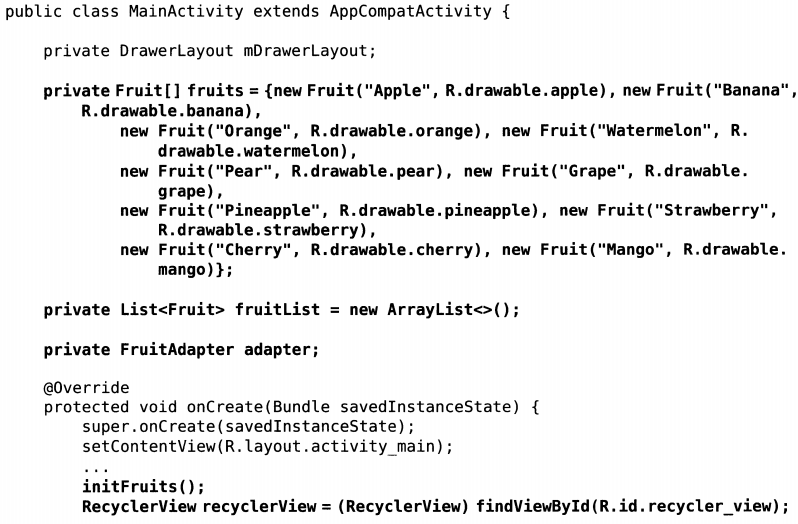 public class MainActivity extends AppCompatActivity {
private DrawerLayout mDrawerLayout;
private Fruit[] fruits = {new Fruit("Apple", R.drawable.apple), new Fruit("Banana",
R.drawable.banana),
new Fruit("Orange", R.drawable.orange), new Fruit("Watermelon", R.
drawable.watermelon),
new Fruit("Pear", R.drawable.pear), new Fruit("Grape", R.drawable.
grape),
new Fruit("Pineapple", R.drawable.pineapple), new Fruit("Strawberry",
R.drawable.strawberry),
new Fruit("Cherry", R.drawable.cherry), new Fruit("Mango", R.drawable.
mango)};
private List<Fruit> fruitList = new ArrayList<>();
private FruitAdapter adapter;
@Override
protected void onCreate(Bundle savedInstanceState) {
super.onCreate(savedInstanceState);
setContentView(R.layout.activity_main);
...
initFruits();
RecyclerView recyclerView = (RecyclerView) findViewById(R.id.recycler_view);